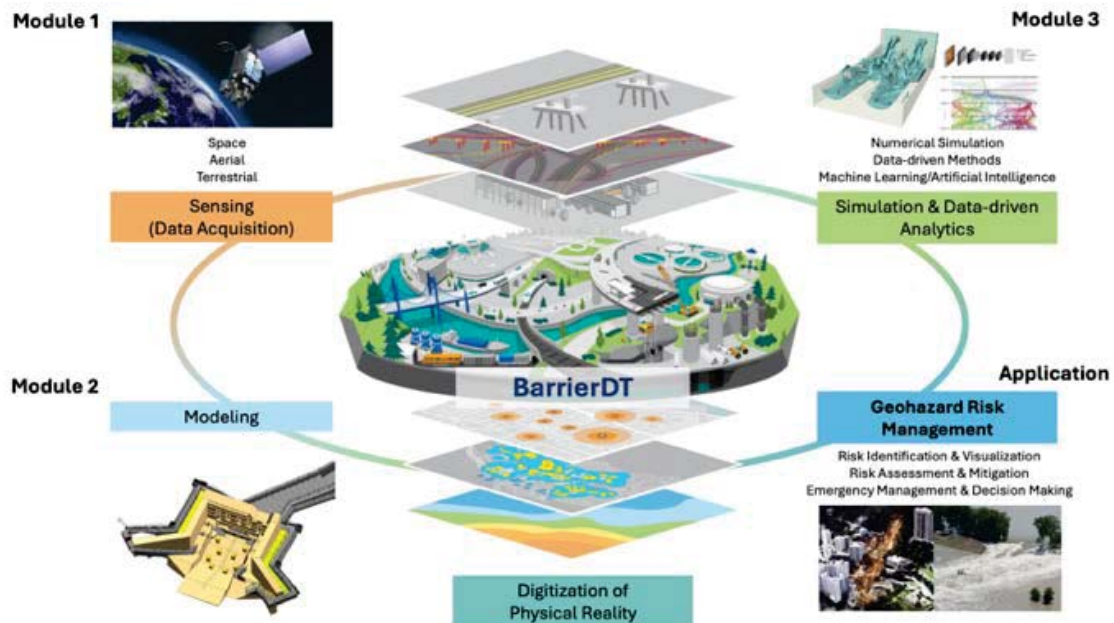 Module 1
Space
Aerial
Terrestrial
Sensing
(Data Acquisition)
Module 2
Modeling
BarrierDT
Digitization of
Physical Reality
Module 3
Numerical Simulation
Data-driven Methods
Machine Learning/Artificial Intelligence
Simulation & Data-driven
Analytics
Application
Geohazard Risk
Management
Risk Identification & Visualization
Risk Assessment & Mitigation
Emergency Management & Decision Making